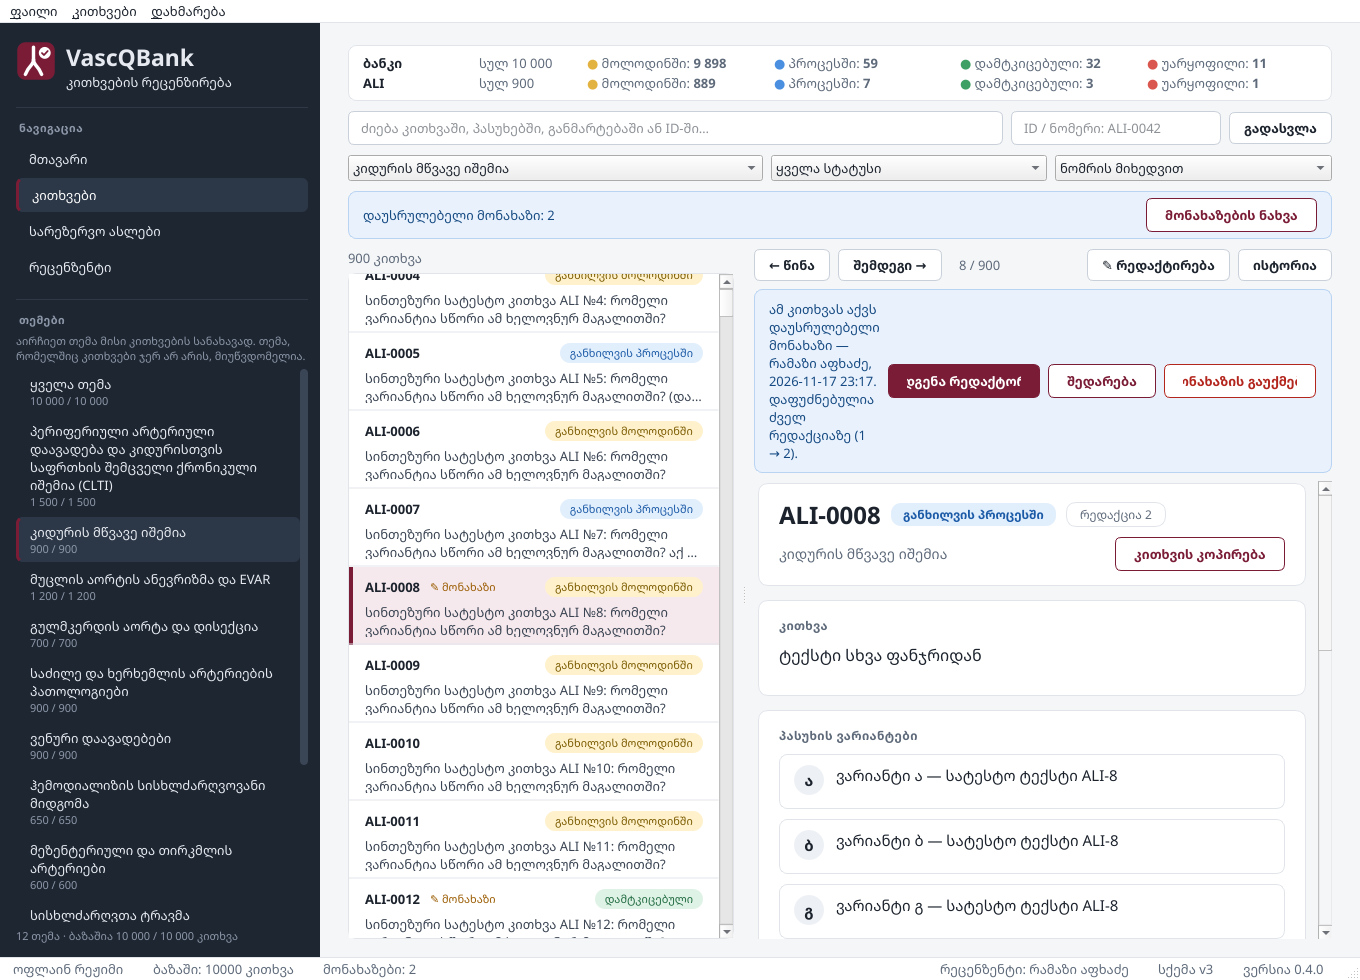 ფაილი კითხვები დახმარება
VascQBank
კითხვების რეცენზირება
ნავიგაცია
მთავარი
კითხვები
სარეზერვო ასლები
რეცენზენტი
თემები
აირჩიეთ თემა მისი კითხვების სანახავად. თემა,
რომელშიც კითხვები ჯერ არ არის, მიუწვდომელია.
ყველა თემა
10 000 / 10 000
პერიფერიული არტერიული
დაავადება და კიდურისთვის
საფრთხის შემცველი ქრონიკული
იშემია (CLTI)
1 500 / 1 500
კიდურის მწვავე იშემია
900 / 900
მუცლის აორტის ანევრიზმა და EVAR
1 200 / 1 200
გულმკერდის აორტა და დისექცია
700 / 700
საძილე და ხერხემლის არტერიების
პათოლოგიები
900 / 900
ვენური დაავადებები
900 / 900
ჰემოდიალიზის სისხლძარღვოვანი
მიდგომა
650 / 650
მეზენტერიული და თირკმლის
არტერიები
600 / 600
სისხლძარღვთა ტრავმა
12 თემა · ბაზაშია 10 000 / 10 000 კითხვა
ბანკი სულ 10 000 მოლოდინში: 9 898 პროცესში: 59 დამტკიცებული: 32 უარყოფილი: 11
ALI სულ 900 მოლოდინში: 889 პროცესში: 7 დამტკიცებული: 3 უარყოფილი: 1
ძიება კითხვაში, პასუხებში, განმარტებაში ან ID-ში... ID / ნომერი: ALI-0042 გადასვლა
კიდურის მწვავე იშემია ყველა სტატუსი ნომრის მიხედვით
დაუსრულებელი მონახაზი: 2 მონახაზების ნახვა
900 კითხვა
ALI-0004 განხილვის მოლოდინში
სინთეზური სატესტო კითხვა ALI №4: რომელი
ვარიანტია სწორი ამ ხელოვნურ მაგალითში?
ALI-0005 განხილვის პროცესში
სინთეზური სატესტო კითხვა ALI №5: რომელი
ვარიანტია სწორი ამ ხელოვნურ მაგალითში? (და...
ALI-0006 განხილვის მოლოდინში
სინთეზური სატესტო კითხვა ALI №6: რომელი
ვარიანტია სწორი ამ ხელოვნურ მაგალითში?
ALI-0007 განხილვის პროცესში
სინთეზური სატესტო კითხვა ALI №7: რომელი
ვარიანტია სწორი ამ ხელოვნურ მაგალითში? აქ ...
ALI-0008 ✎ მონახაზი განხილვის მოლოდინში
სინთეზური სატესტო კითხვა ALI №8: რომელი
ვარიანტია სწორი ამ ხელოვნურ მაგალითში?
ALI-0009 განხილვის მოლოდინში
სინთეზური სატესტო კითხვა ALI №9: რომელი
ვარიანტია სწორი ამ ხელოვნურ მაგალითში?
ALI-0010 განხილვის მოლოდინში
სინთეზური სატესტო კითხვა ALI №10: რომელი
ვარიანტია სწორი ამ ხელოვნურ მაგალითში?
ALI-0011 განხილვის მოლოდინში
სინთეზური სატესტო კითხვა ALI №11: რომელი
ვარიანტია სწორი ამ ხელოვნურ მაგალითში?
ALI-0012 ✎ მონახაზი დამტკიცებული
სინთეზური სატესტო კითხვა ALI №12: რომელი
← წინა შემდეგი → 8 / 900 ✎ რედაქტირება ისტორია
ამ კითხვას აქვს
დაუსრულებელი
მონახაზი —
რამაზი აფხაძე,
2026-11-17 23:17.
დაფუძნებულია
ძველ
რედაქციაზე (1
→ 2).
შედარება
ALI-0008 განხილვის პროცესში რედაქცია 2
კიდურის მწვავე იშემია კითხვის კოპირება
კითხვა
ტექსტი სხვა ფანჯრიდან
პასუხის ვარიანტები
ა ვარიანტი ა — სატესტო ტექსტი ALI-8
ბ ვარიანტი ბ — სატესტო ტექსტი ALI-8
გ ვარიანტი გ — სატესტო ტექსტი ALI-8
ოფლაინ რეჟიმი ბაზაში: 10000 კითხვა მონახაზები: 2 რეცენზენტი: რამაზი აფხაძე სქემა v3 ვერსია 0.4.0